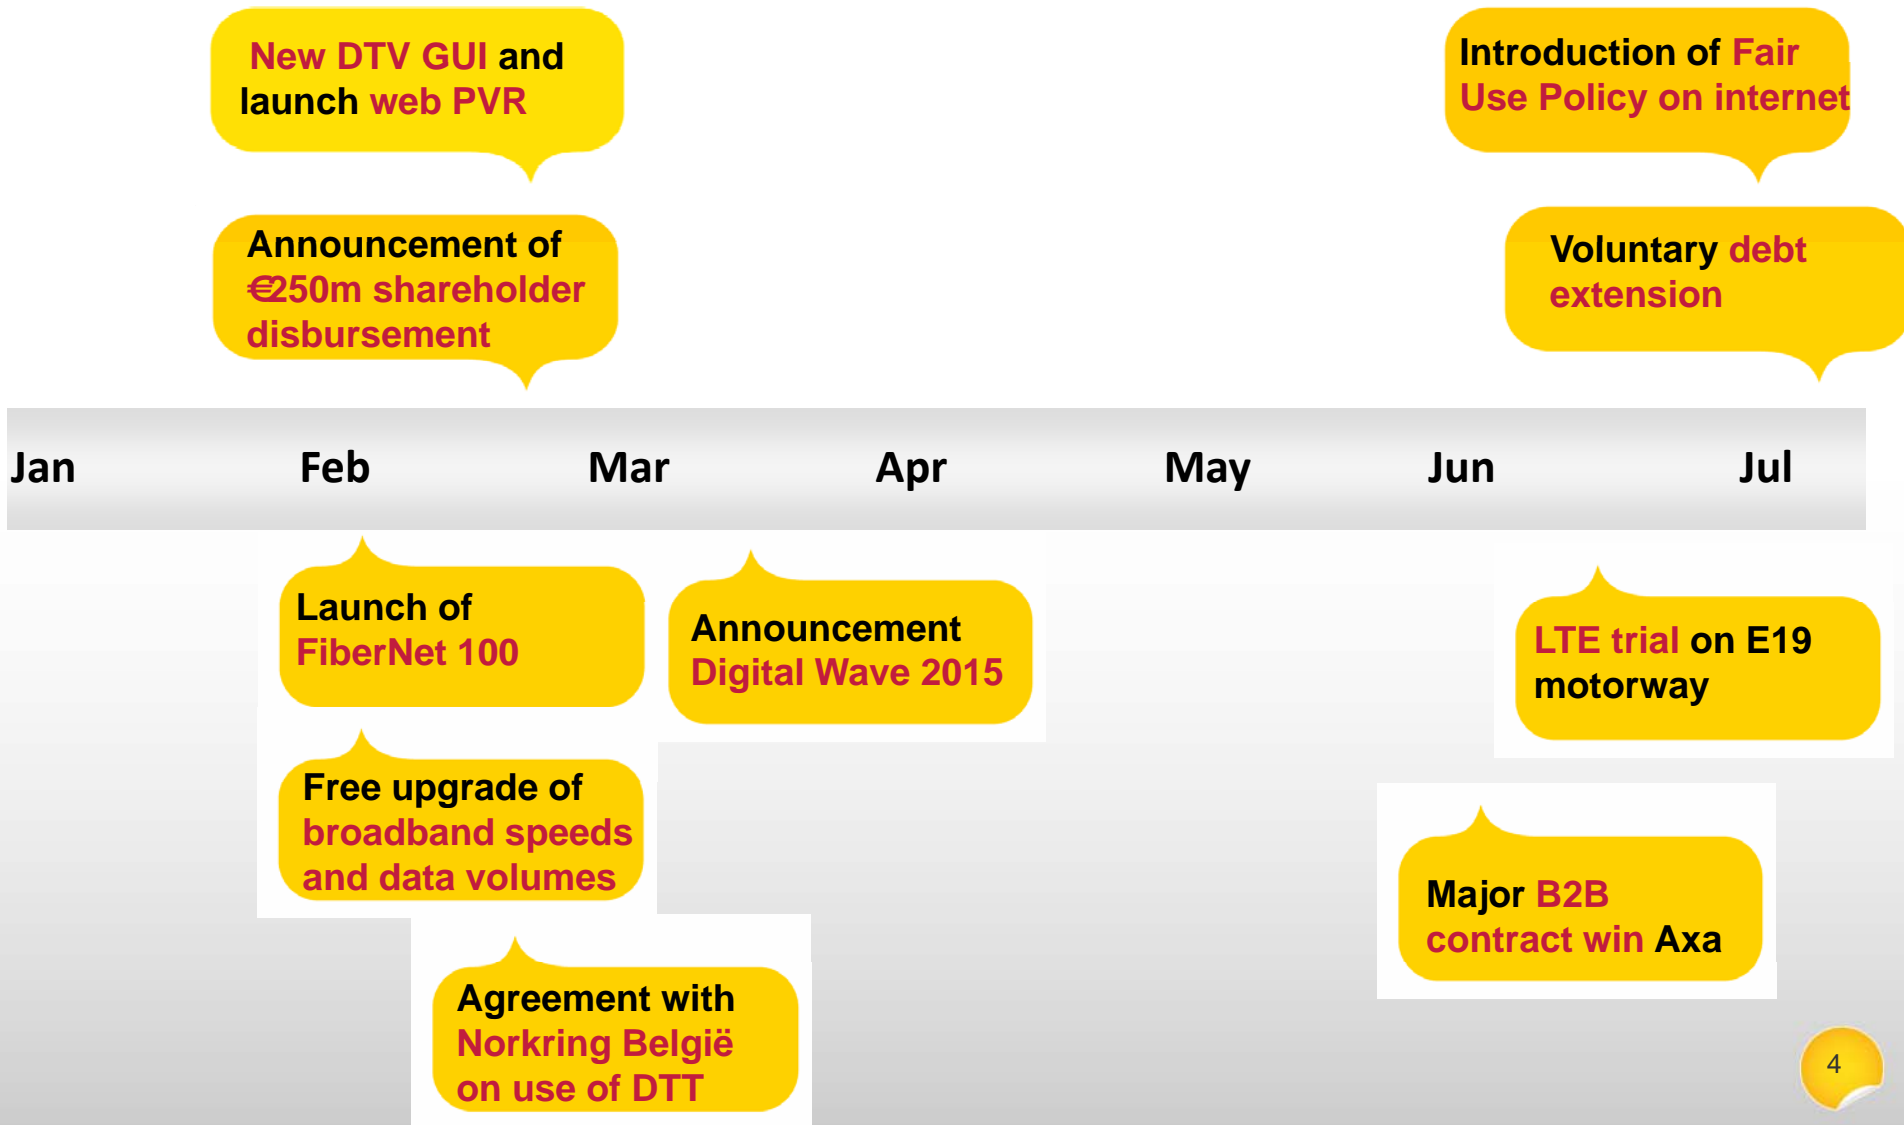 New DTV GUI and
launch web PVR
Introduction of Fair
Use Policy on internet
Announcement of
€250m shareholder
disbursement
Voluntary debt
extension
Jan Feb Mar Apr May Jun Jul
Launch of
FiberNet 100
Announcement
Digital Wave 2015
LTE trial on E19
motorway
Free upgrade of
broadband speeds
and data volumes
Major B2B
contract win Axa
Agreement with
Norkring België
on use of DTT
4